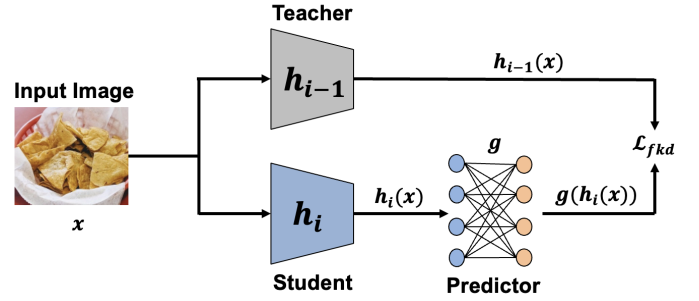 Teacher
h_{i-1}
h_{i-1}(x)
Input Image
x
ℒ_{fkd}
g
h_i
h_i(x)
g(h_i(x))
Student
Predictor